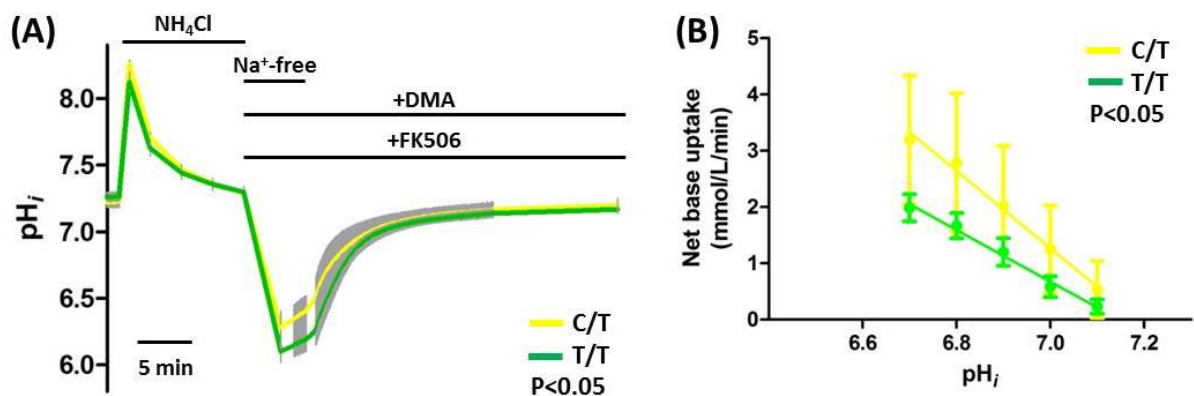 (A)
NH₄Cl
Na⁺-free
+DMA
+FK506
8.0
7.5
7.0
6.5
6.0
pHᵢ
5 min
C/T
T/T
P<0.05
(B)
5
4
3
2
1
0
Net base uptake
(mmol/L/min)
6.6 6.8 7.0 7.2
pHᵢ
C/T
T/T
P<0.05